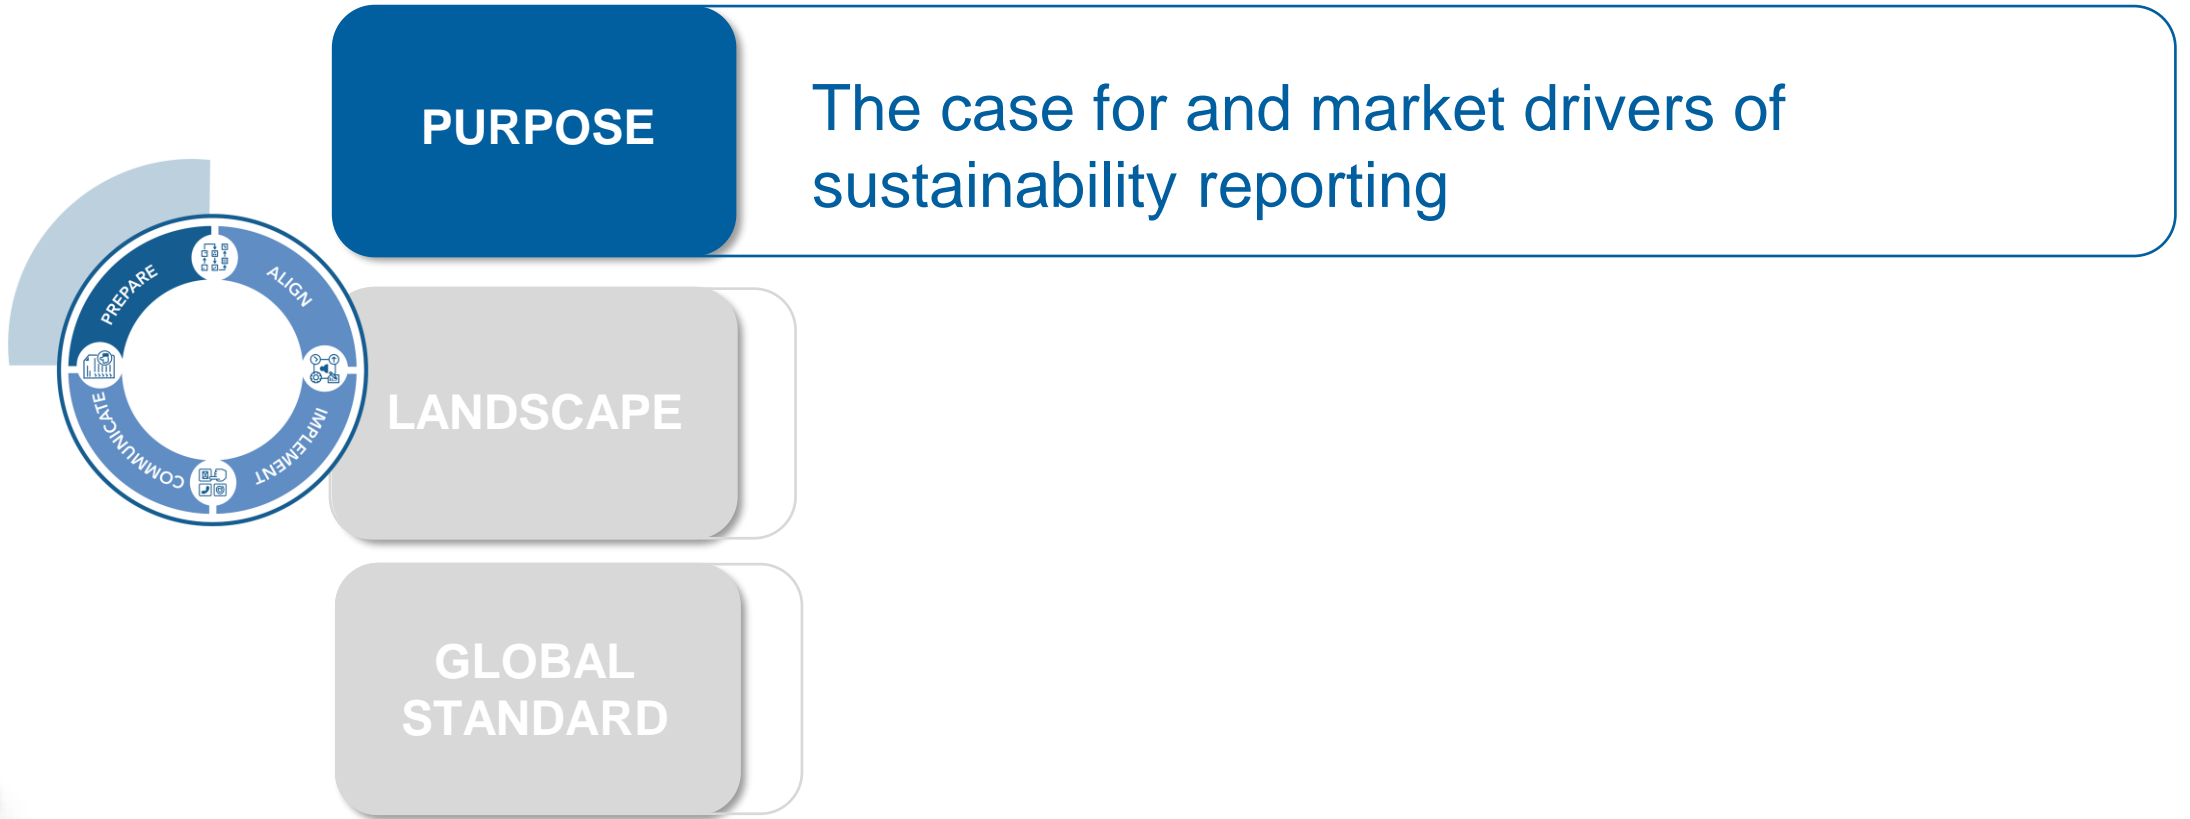 PURPOSE
The case for and market drivers of
sustainability reporting
PREPARE
ALIGN
IMPLEMENT
COMMUNICATE
LANDSCAPE
GLOBAL
STANDARD